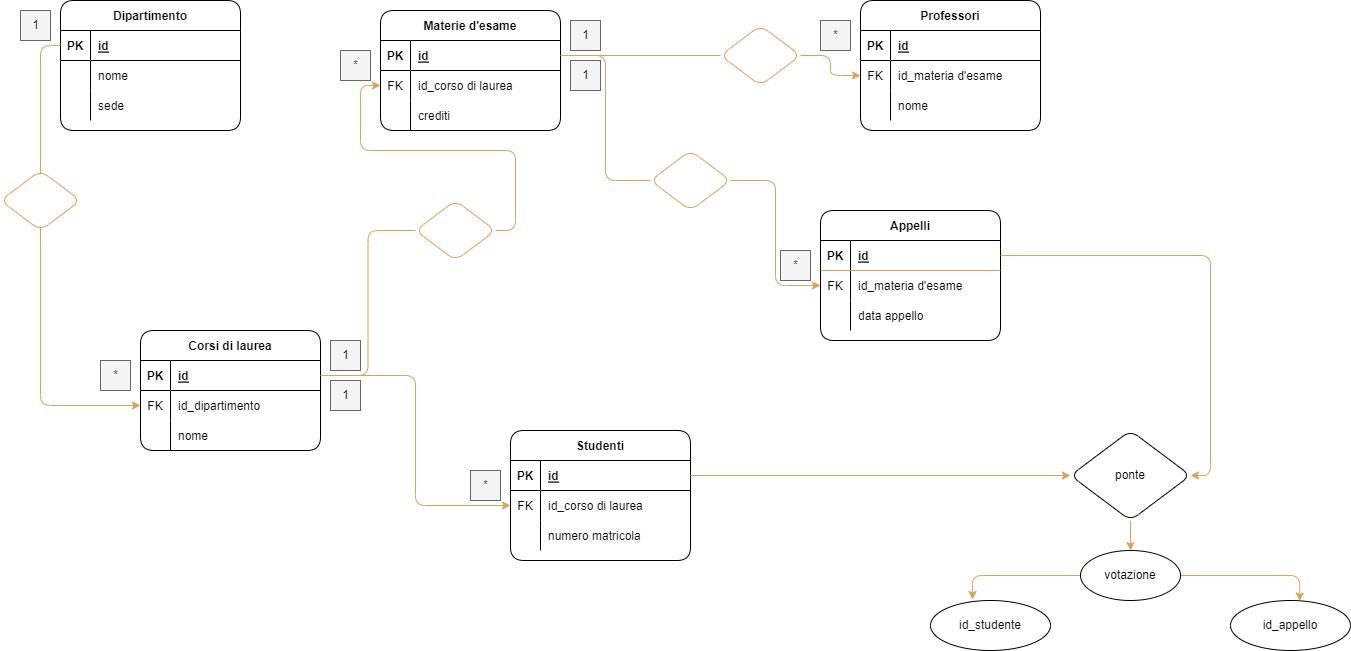 1
Dipartimento
PK id
nome
sede
*
Materie d'esame
PK id
FK id_corso di laurea
crediti
1
1
*
Professori
PK id
FK id_materia d'esame
nome
*
Appelli
PK id
FK id_materia d'esame
data appello
*
Corsi di laurea
PK id
FK id_dipartimento
nome
1
1
*
Studenti
PK id
FK id_corso di laurea
numero matricola
ponte
votazione
id_studente
id_appello